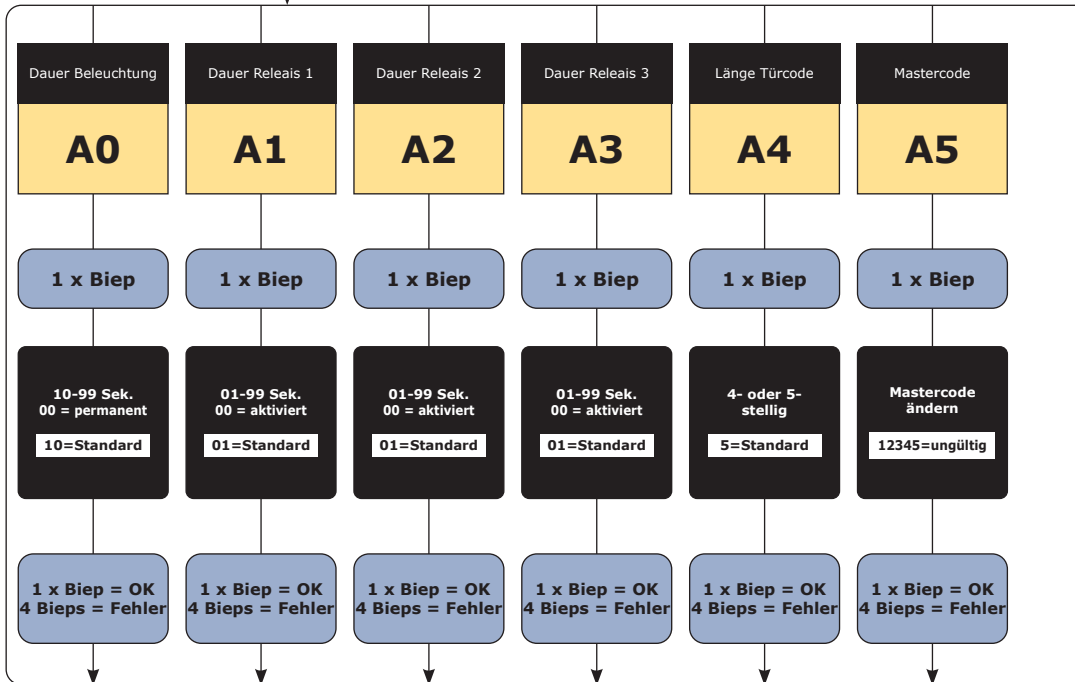 Dauer Beleuchtung
A0
1 x Biep
10-99 Sek.
00 = permanent
10=Standard
1 x Biep = OK
4 Bieps = Fehler
Dauer Releais 1
A1
1 x Biep
01-99 Sek.
00 = aktiviert
01=Standard
1 x Biep = OK
4 Bieps = Fehler
Dauer Releais 2
A2
1 x Biep
01-99 Sek.
00 = aktiviert
01=Standard
1 x Biep = OK
4 Bieps = Fehler
Dauer Releais 3
A3
1 x Biep
01-99 Sek.
00 = aktiviert
01=Standard
1 x Biep = OK
4 Bieps = Fehler
Länge Türcode
A4
1 x Biep
4- oder 5-
stellig
5=Standard
1 x Biep = OK
4 Bieps = Fehler
Mastercode
A5
1 x Biep
Mastercode
ändern
12345=ungültig
1 x Biep = OK
4 Bieps = Fehler